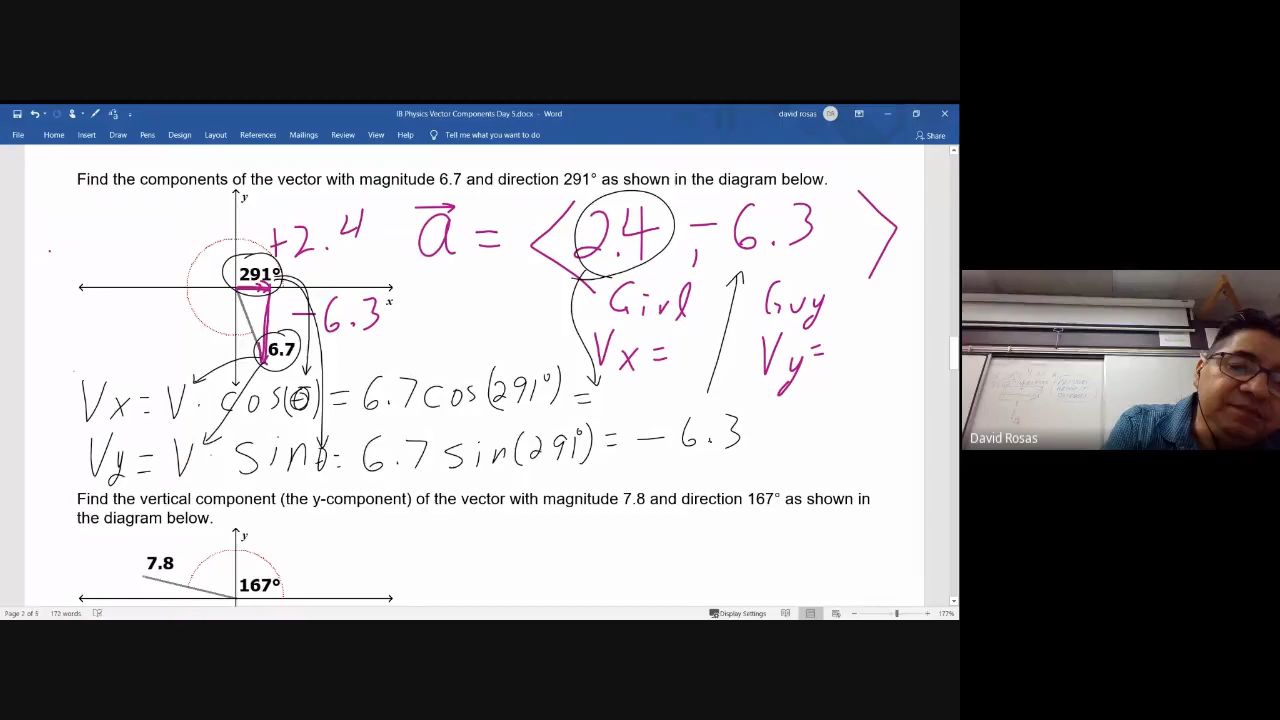 IB Physics Vector Components Day 5.docx - Word
david rosas
DR
File Home Insert Draw Pens Design Layout References Mailings Review View Help Tell me what you want to do
Share
Find the components of the vector with magnitude 6.7 and direction 291° as shown in the diagram below.
y
+2.4
a = < 2.4, -6.3 >
291°
x
-6.3
Girl Guy
6.7
Vx = Vy =
Vx = V · cos(θ) = 6.7 cos(291°) =
Vy = V · sinθ = 6.7 sin(291°) = -6.3
Find the vertical component (the y-component) of the vector with magnitude 7.8 and direction 167° as shown in
the diagram below.
y
7.8
167°
Page 2 of 5 172 words
Display Settings
177%
David Rosas